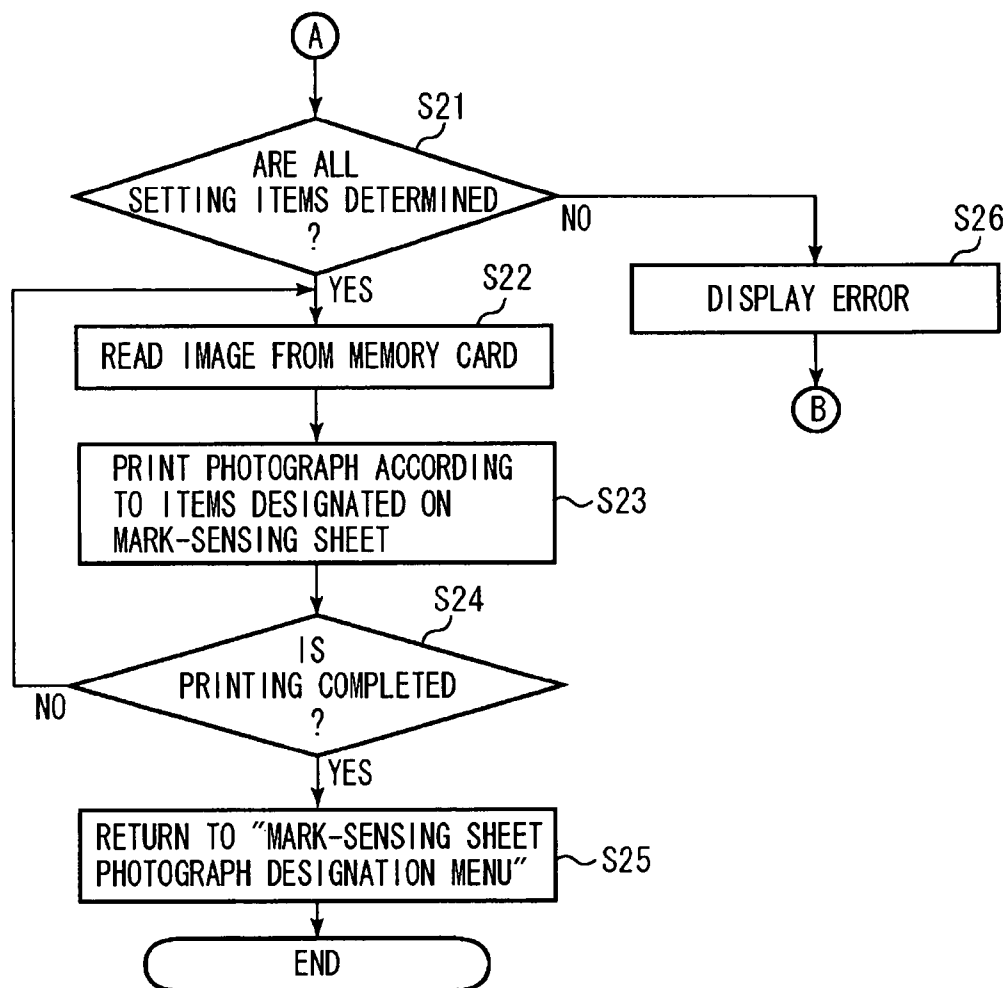 A
S21
ARE ALL
SETTING ITEMS DETERMINED
?
NO
YES
S26
DISPLAY ERROR
B
S22
READ IMAGE FROM MEMORY CARD
PRINT PHOTOGRAPH ACCORDING
TO ITEMS DESIGNATED ON
MARK-SENSING SHEET
S23
S24
IS
PRINTING COMPLETED
?
NO
YES
RETURN TO "MARK-SENSING SHEET
PHOTOGRAPH DESIGNATION MENU"
S25
END